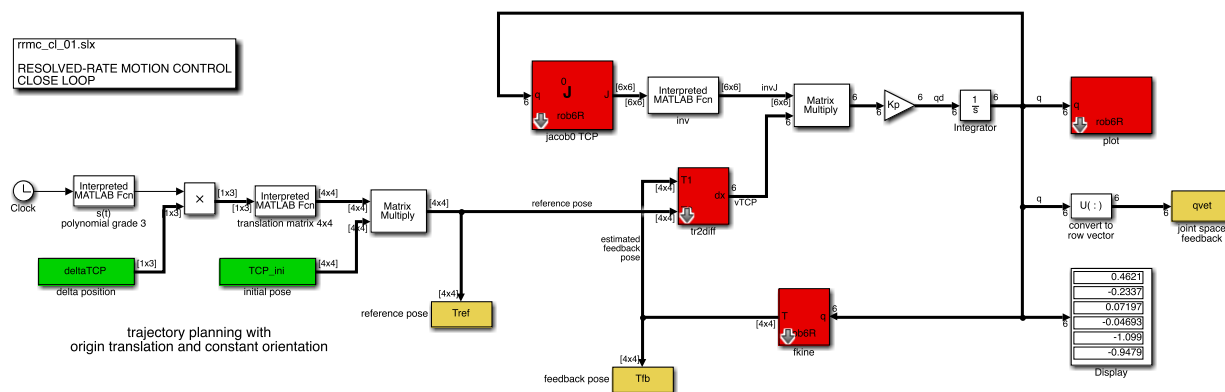 rrmc_cl_01.slx
RESOLVED-RATE MOTION CONTROL
CLOSE LOOP
q
6
0
J
J
rob6R
jacob0 TCP
[6x6]
[6x6]
Interpreted
MATLAB Fcn
inv
[6x6]
invJ
[6x6]
6
Matrix
Multiply
6
6
Kp
qd
6
6
1
s
Integrator
6
q
6
q
rob6R
plot
Clock
Interpreted
MATLAB Fcn
s(t)
polynomial grade 3
[1x3]
×
[1x3]
[1x3]
Interpreted
MATLAB Fcn
translation matrix 4x4
[4x4]
[4x4]
[4x4]
Matrix
Multiply
[4x4]
reference pose
[4x4]
[4x4]
T1
dx
tr2diff
6
vTCP
estimated
feedback
pose
q
6
U( : )
6
convert to
row vector
6
qvet
joint space
feedback
deltaTCP
[1x3]
delta position
TCP_ini
[4x4]
initial pose
[4x4]
reference pose
Tref
trajectory planning with
origin translation and constant orientation
[4x4]
T
q
6
fkine
6
0.4621
-0.2337
0.07197
-0.04693
-1.099
-0.9479
Display
[4x4]
feedback pose
Tfb